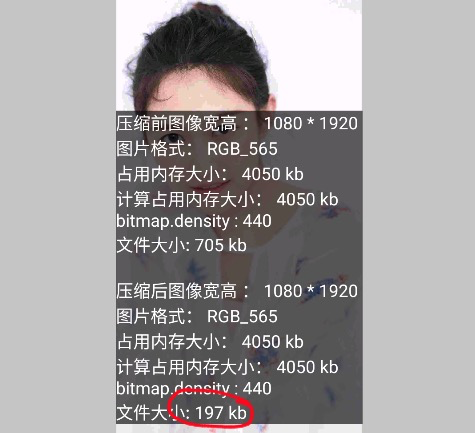 压缩前图像宽高： 1080 * 1920
图片格式： RGB_565
占用内存大小： 4050 kb
计算占用内存大小： 4050 kb
bitmap.density : 440
文件大小: 705 kb
压缩后图像宽高： 1080 * 1920
图片格式： RGB_565
占用内存大小： 4050 kb
计算占用内存大小： 4050 kb
bitmap.density : 440
文件大小: 197 kb